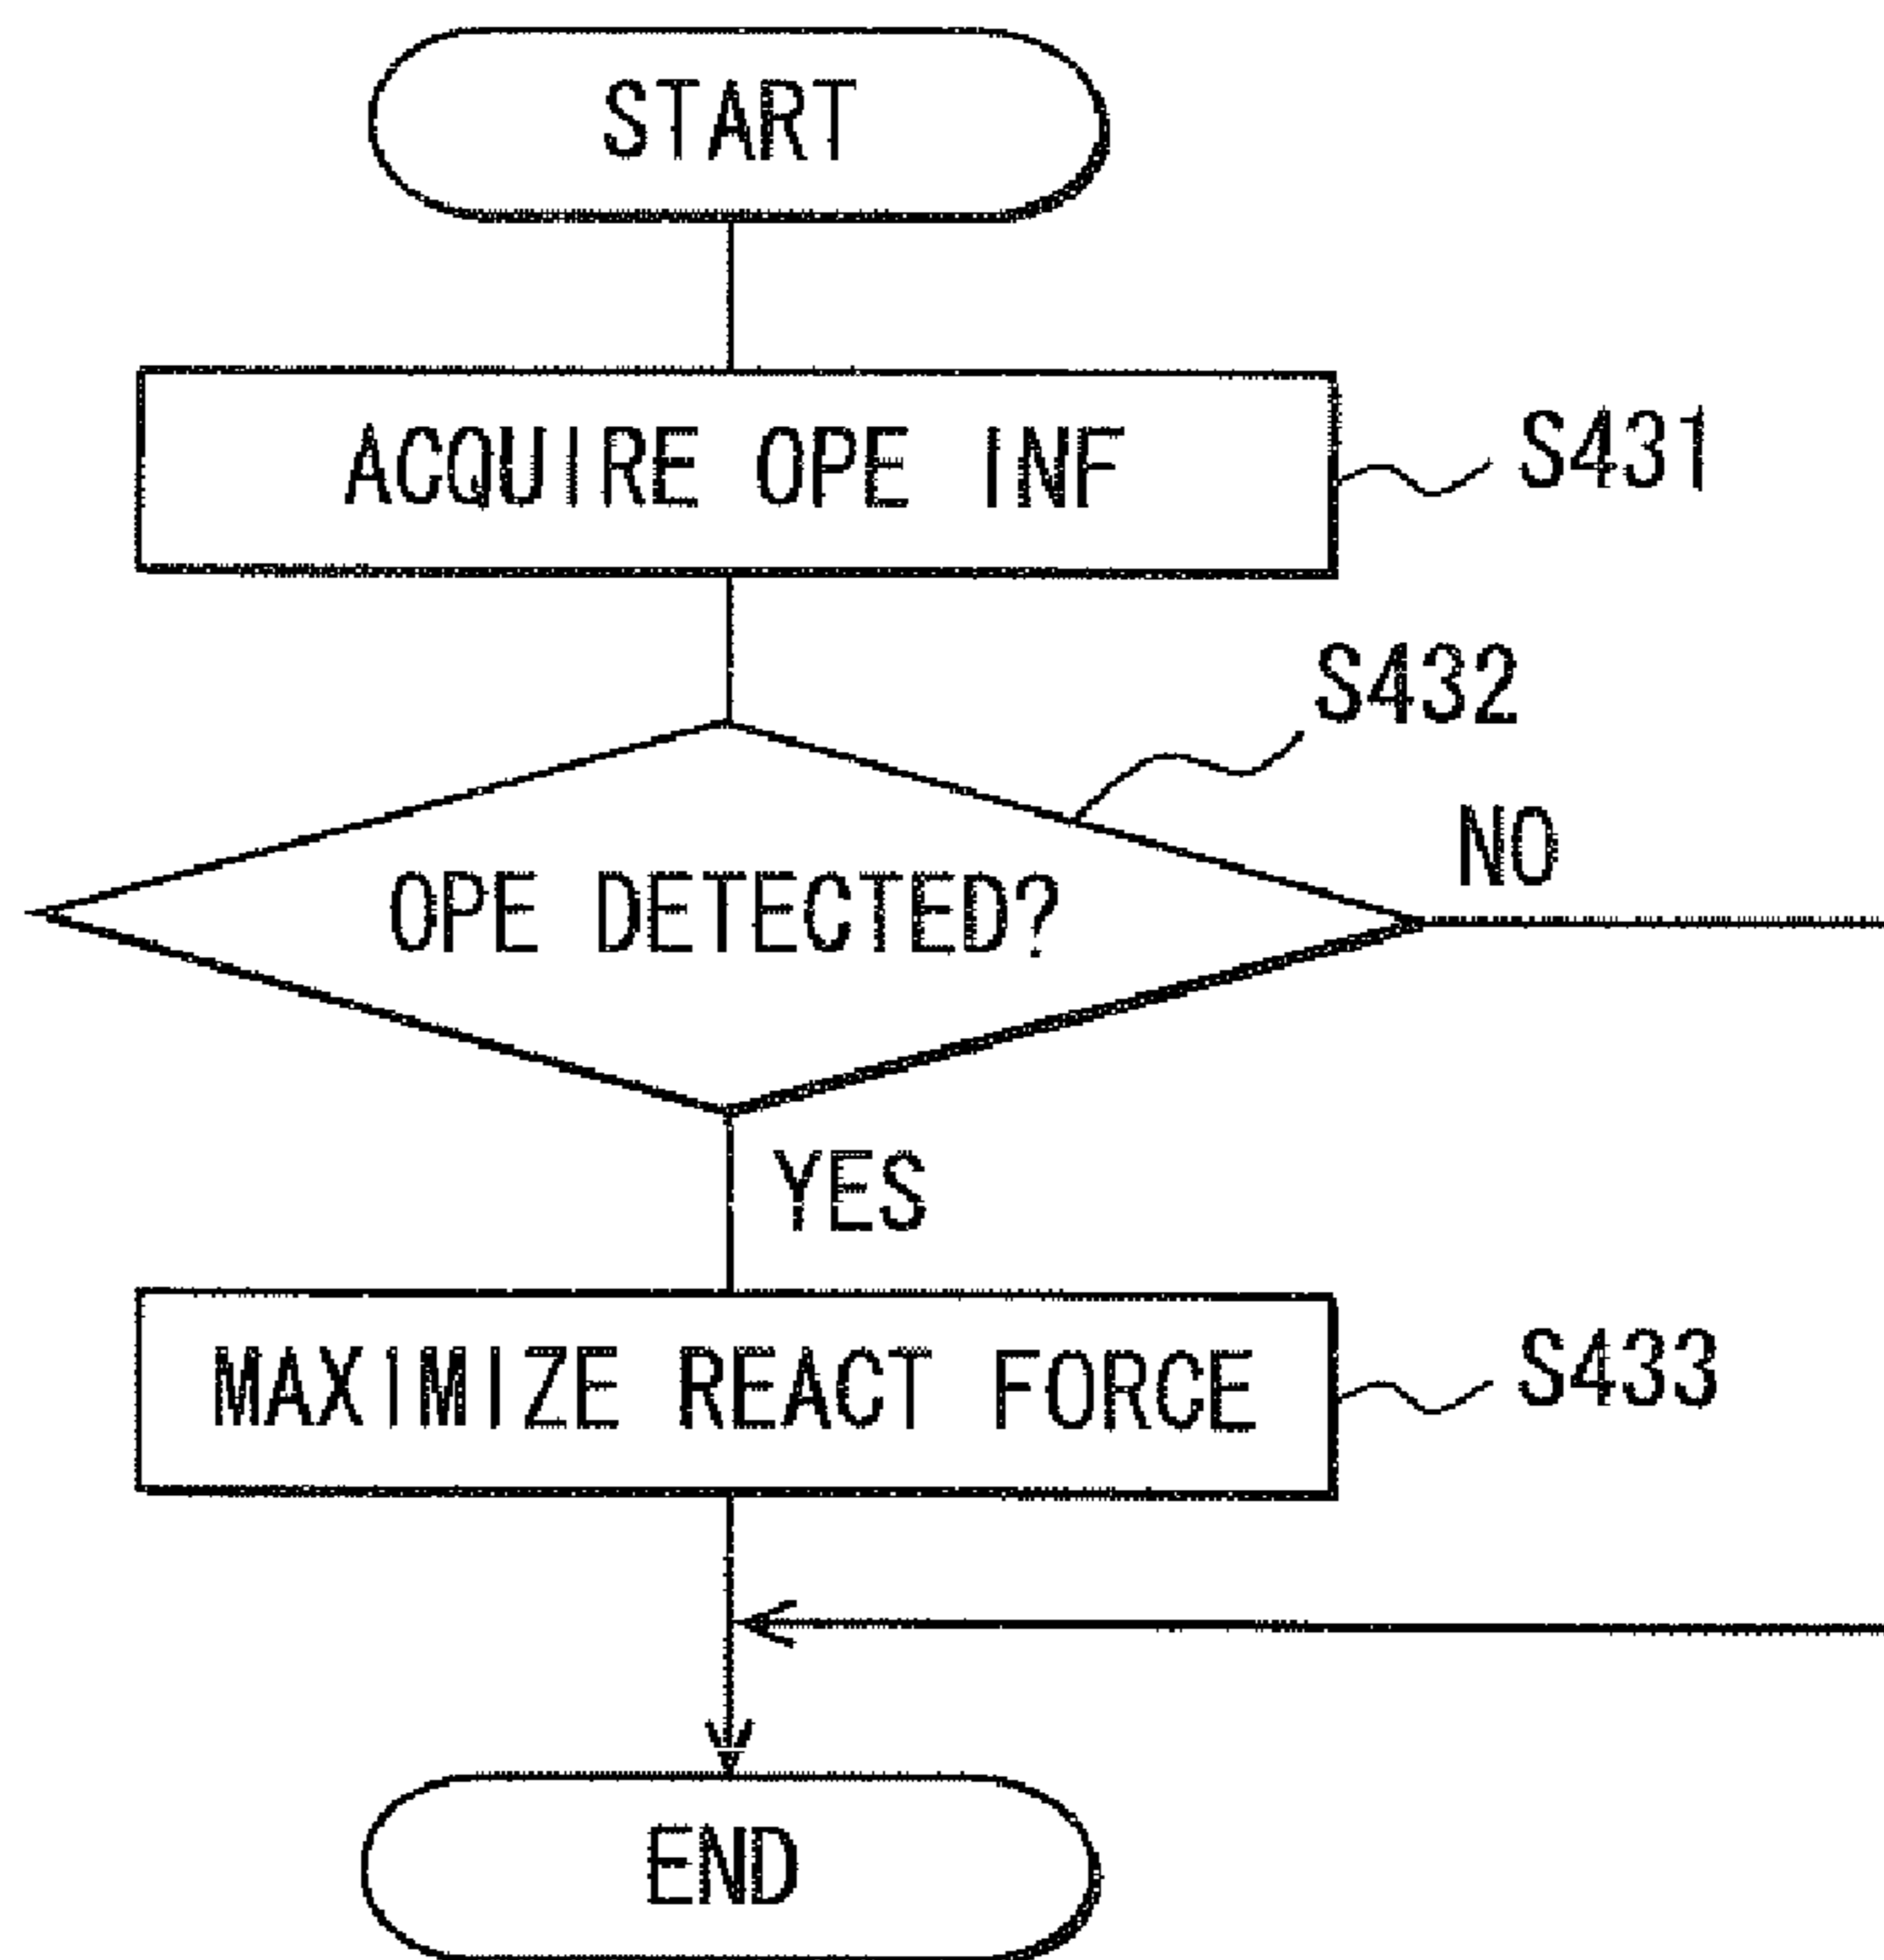 START
ACQUIRE OPE INF
S431
S432
OPE DETECTED?
NO
YES
MAXIMIZE REACT FORCE
S433
END